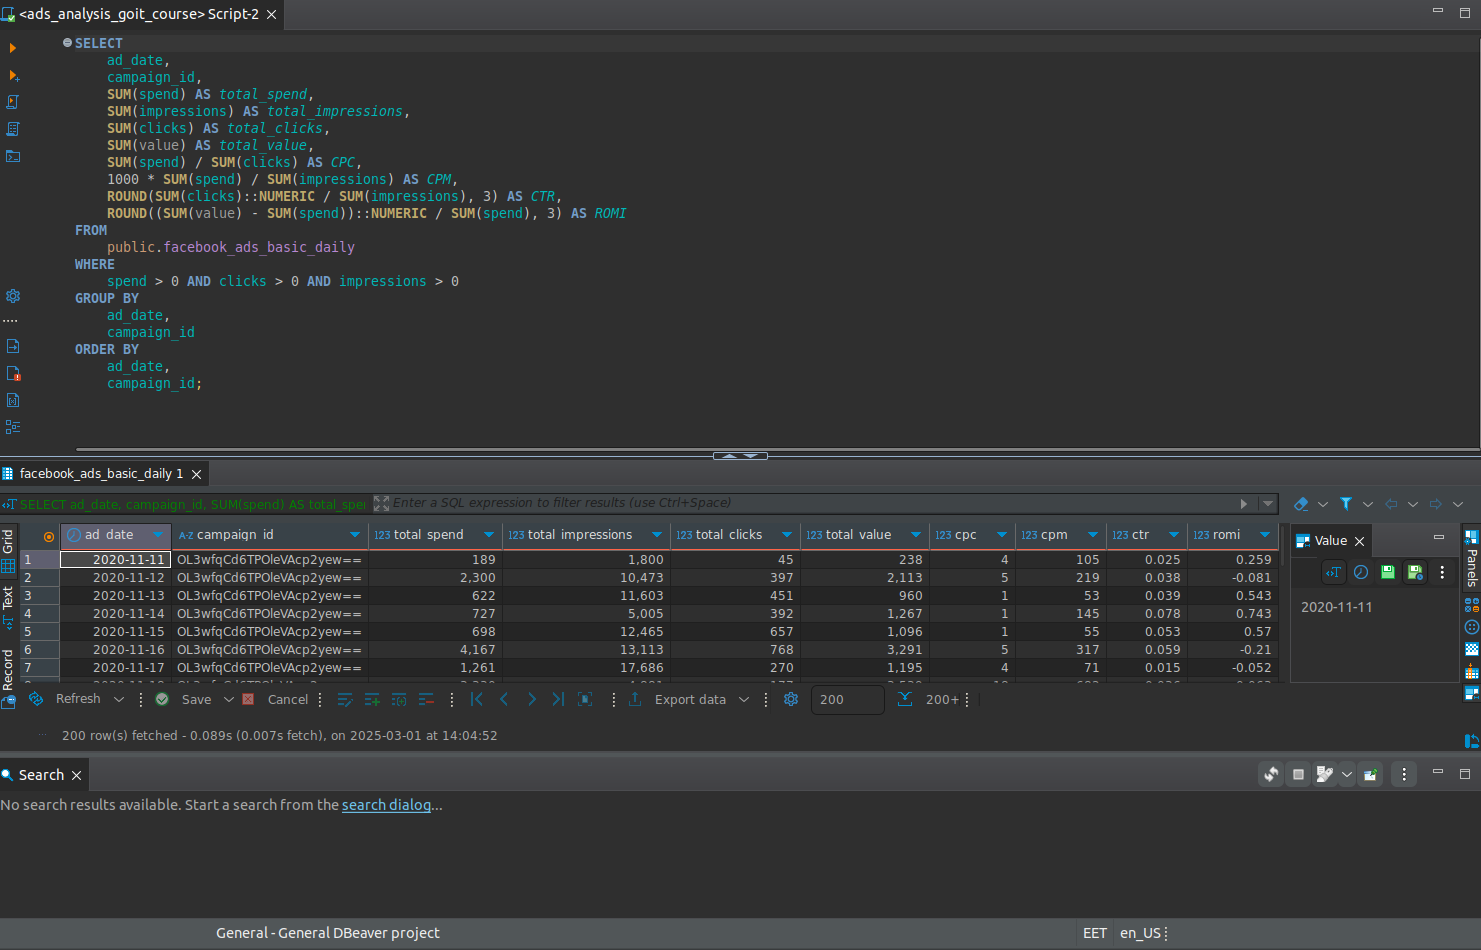 <ads_analysis_goit_course> Script-2
SELECT
ad_date,
campaign_id,
SUM(spend) AS total_spend,
SUM(impressions) AS total_impressions,
SUM(clicks) AS total_clicks,
SUM(value) AS total_value,
SUM(spend) / SUM(clicks) AS CPC,
1000 * SUM(spend) / SUM(impressions) AS CPM,
ROUND(SUM(clicks)::NUMERIC / SUM(impressions), 3) AS CTR,
ROUND((SUM(value) - SUM(spend))::NUMERIC / SUM(spend), 3) AS ROMI
FROM
public.facebook_ads_basic_daily
WHERE
spend > 0 AND clicks > 0 AND impressions > 0
GROUP BY
ad_date,
campaign_id
ORDER BY
ad_date,
campaign_id;
facebook_ads_basic_daily 1
SELECT ad_date, campaign_id, SUM(spend) AS total_spe Enter a SQL expression to filter results (use Ctrl+Space)
Grid
Text
Record
ad_date A-Z campaign_id 123 total_spend 123 total_impressions 123 total_clicks 123 total_value 123 cpc 123 cpm 123 ctr 123 romi
1 2020-11-11 OL3wfqCd6TPOleVAcp2yew== 189 1,800 45 238 4 105 0.025 0.259
2 2020-11-12 OL3wfqCd6TPOleVAcp2yew== 2,300 10,473 397 2,113 5 219 0.038 -0.081
3 2020-11-13 OL3wfqCd6TPOleVAcp2yew== 622 11,603 451 960 1 53 0.039 0.543
4 2020-11-14 OL3wfqCd6TPOleVAcp2yew== 727 5,005 392 1,267 1 145 0.078 0.743
5 2020-11-15 OL3wfqCd6TPOleVAcp2yew== 698 12,465 657 1,096 1 55 0.053 0.57
6 2020-11-16 OL3wfqCd6TPOleVAcp2yew== 4,167 13,113 768 3,291 5 317 0.059 -0.21
7 2020-11-17 OL3wfqCd6TPOleVAcp2yew== 1,261 17,686 270 1,195 4 71 0.015 -0.052
Value
2020-11-11
Panels
Refresh Save Cancel Export data 200 200+
200 row(s) fetched - 0.089s (0.007s fetch), on 2025-03-01 at 14:04:52
Search
No search results available. Start a search from the search dialog...
General - General DBeaver project EET en_US